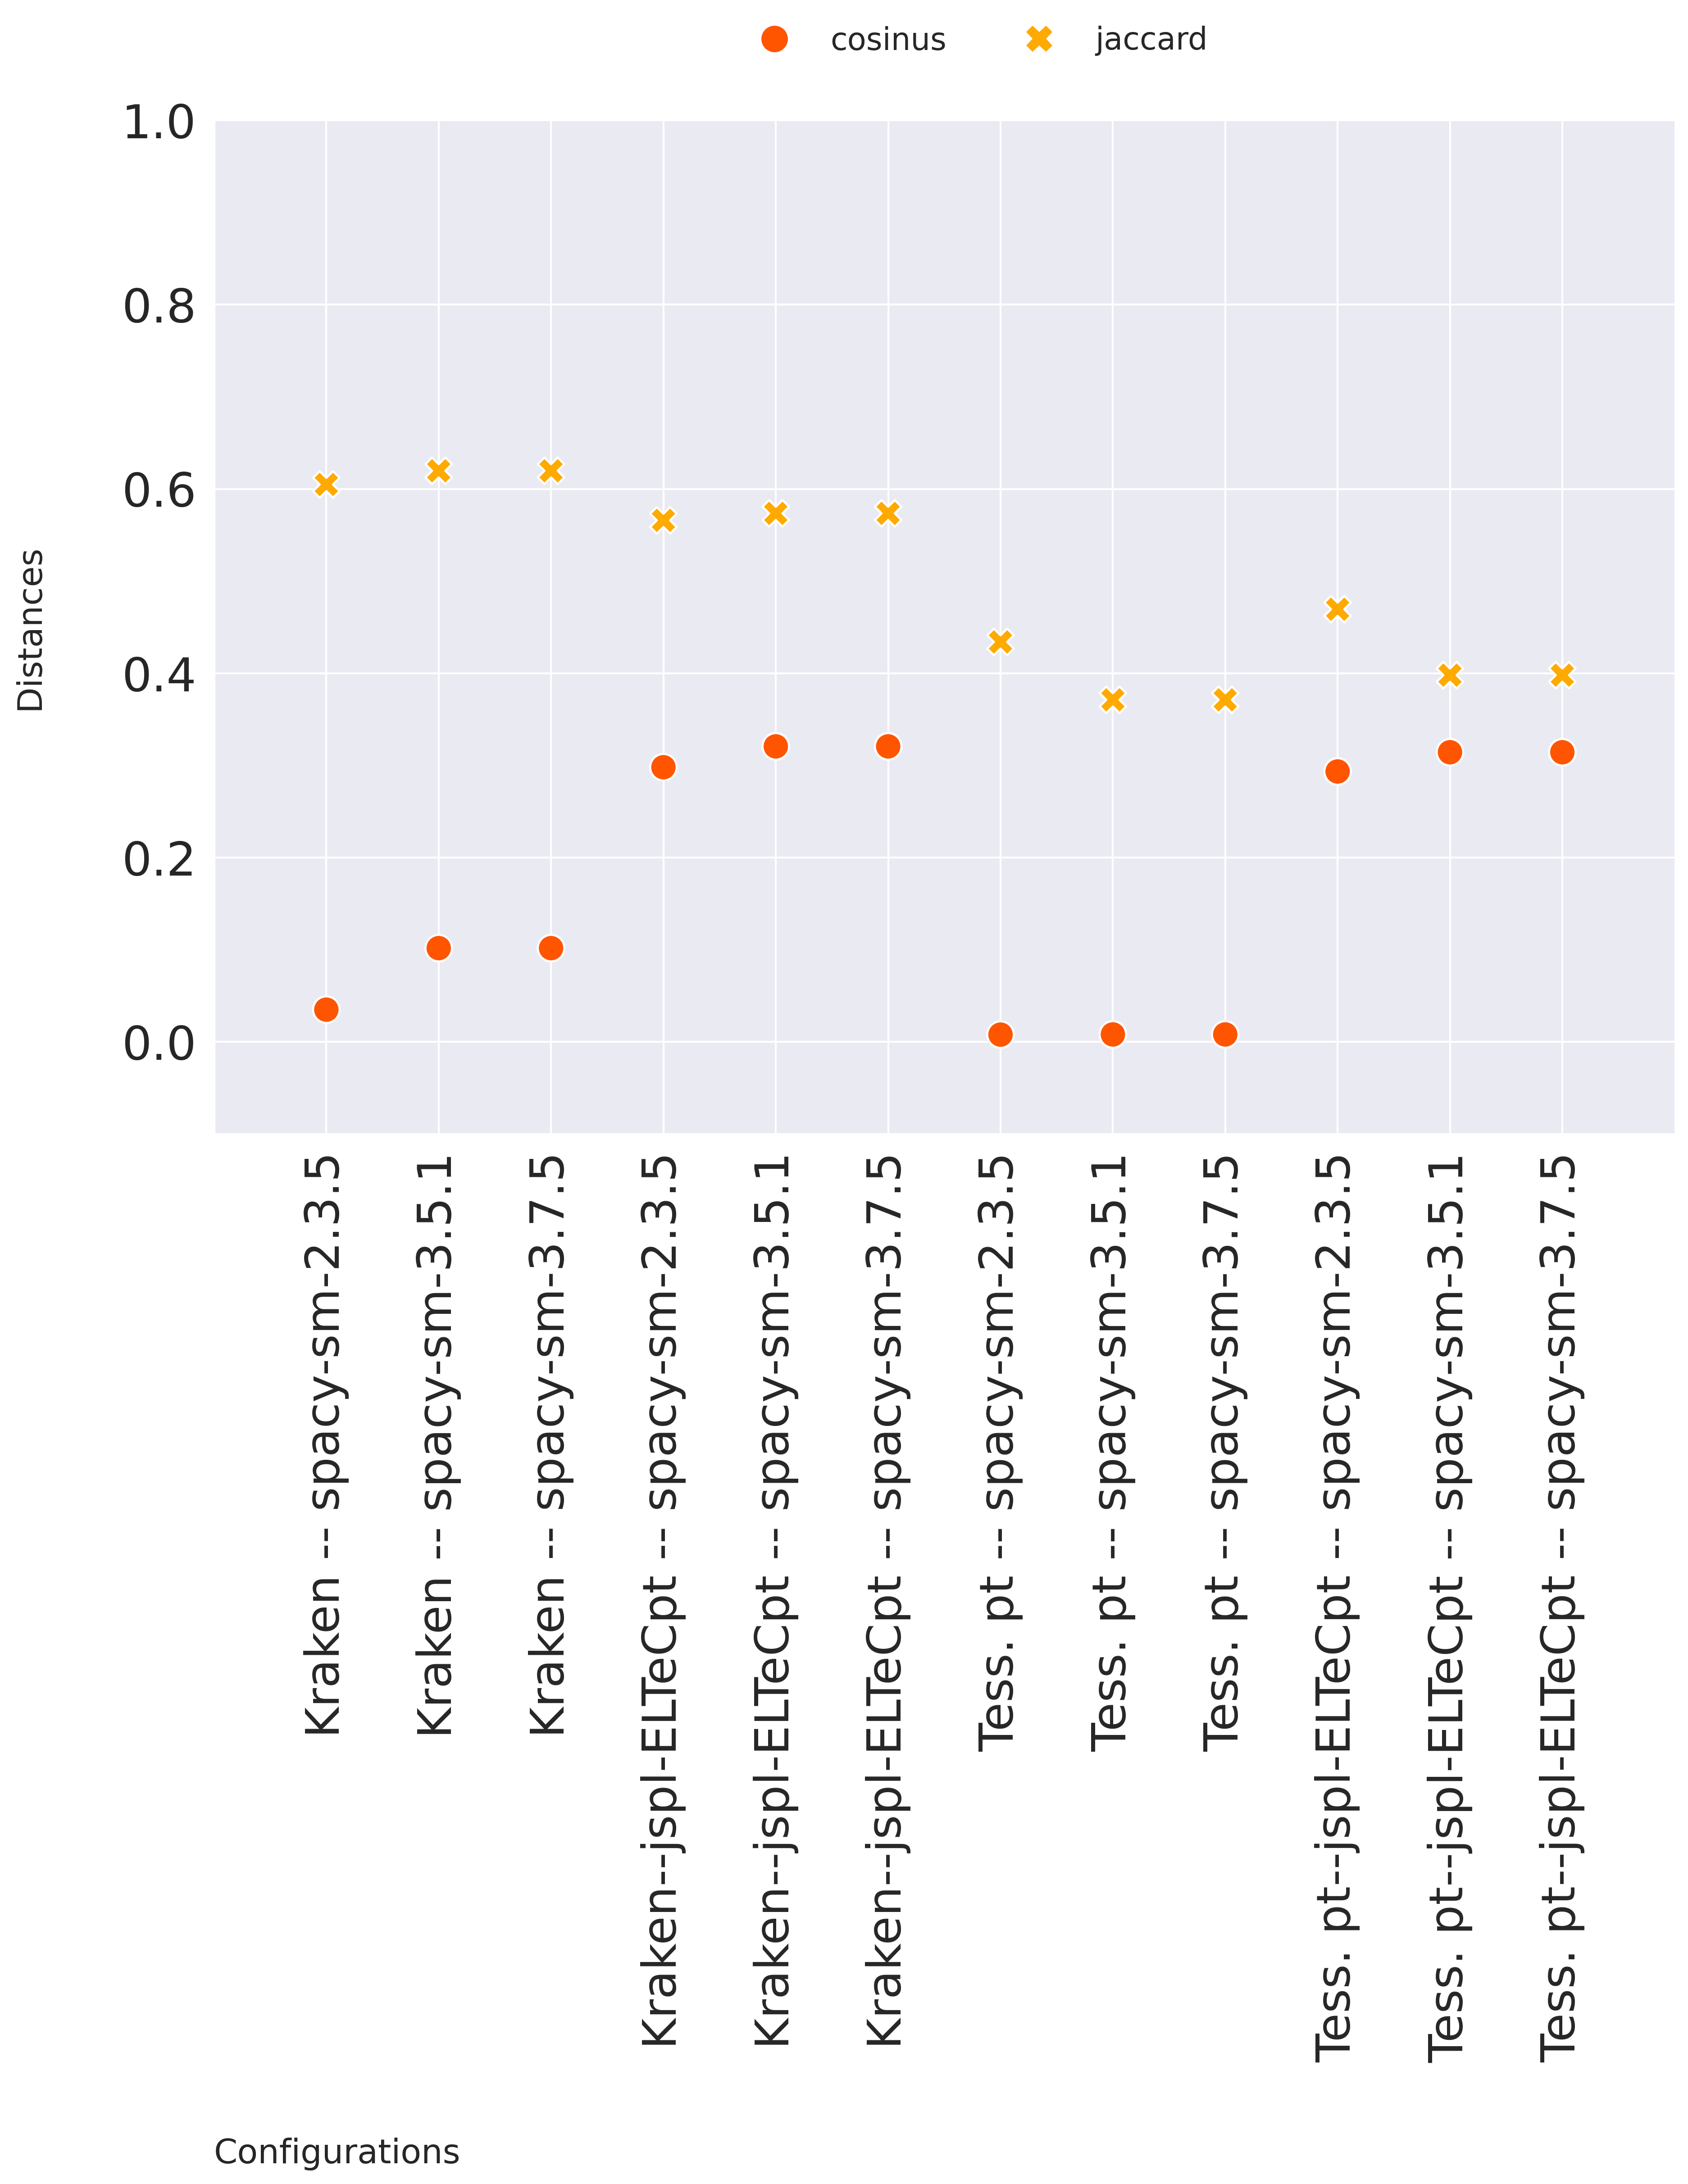 cosinus jaccard
1.0
0.8
0.6
0.4
0.2
0.0
Distances
Kraken -- spacy-sm-2.3.5
Kraken -- spacy-sm-3.5.1
Kraken -- spacy-sm-3.7.5
Kraken--jspl-ELTeCpt -- spacy-sm-2.3.5
Kraken--jspl-ELTeCpt -- spacy-sm-3.5.1
Kraken--jspl-ELTeCpt -- spacy-sm-3.7.5
Tess. pt -- spacy-sm-2.3.5
Tess. pt -- spacy-sm-3.5.1
Tess. pt -- spacy-sm-3.7.5
Tess. pt--jspl-ELTeCpt -- spacy-sm-2.3.5
Tess. pt--jspl-ELTeCpt -- spacy-sm-3.5.1
Tess. pt--jspl-ELTeCpt -- spacy-sm-3.7.5
Configurations